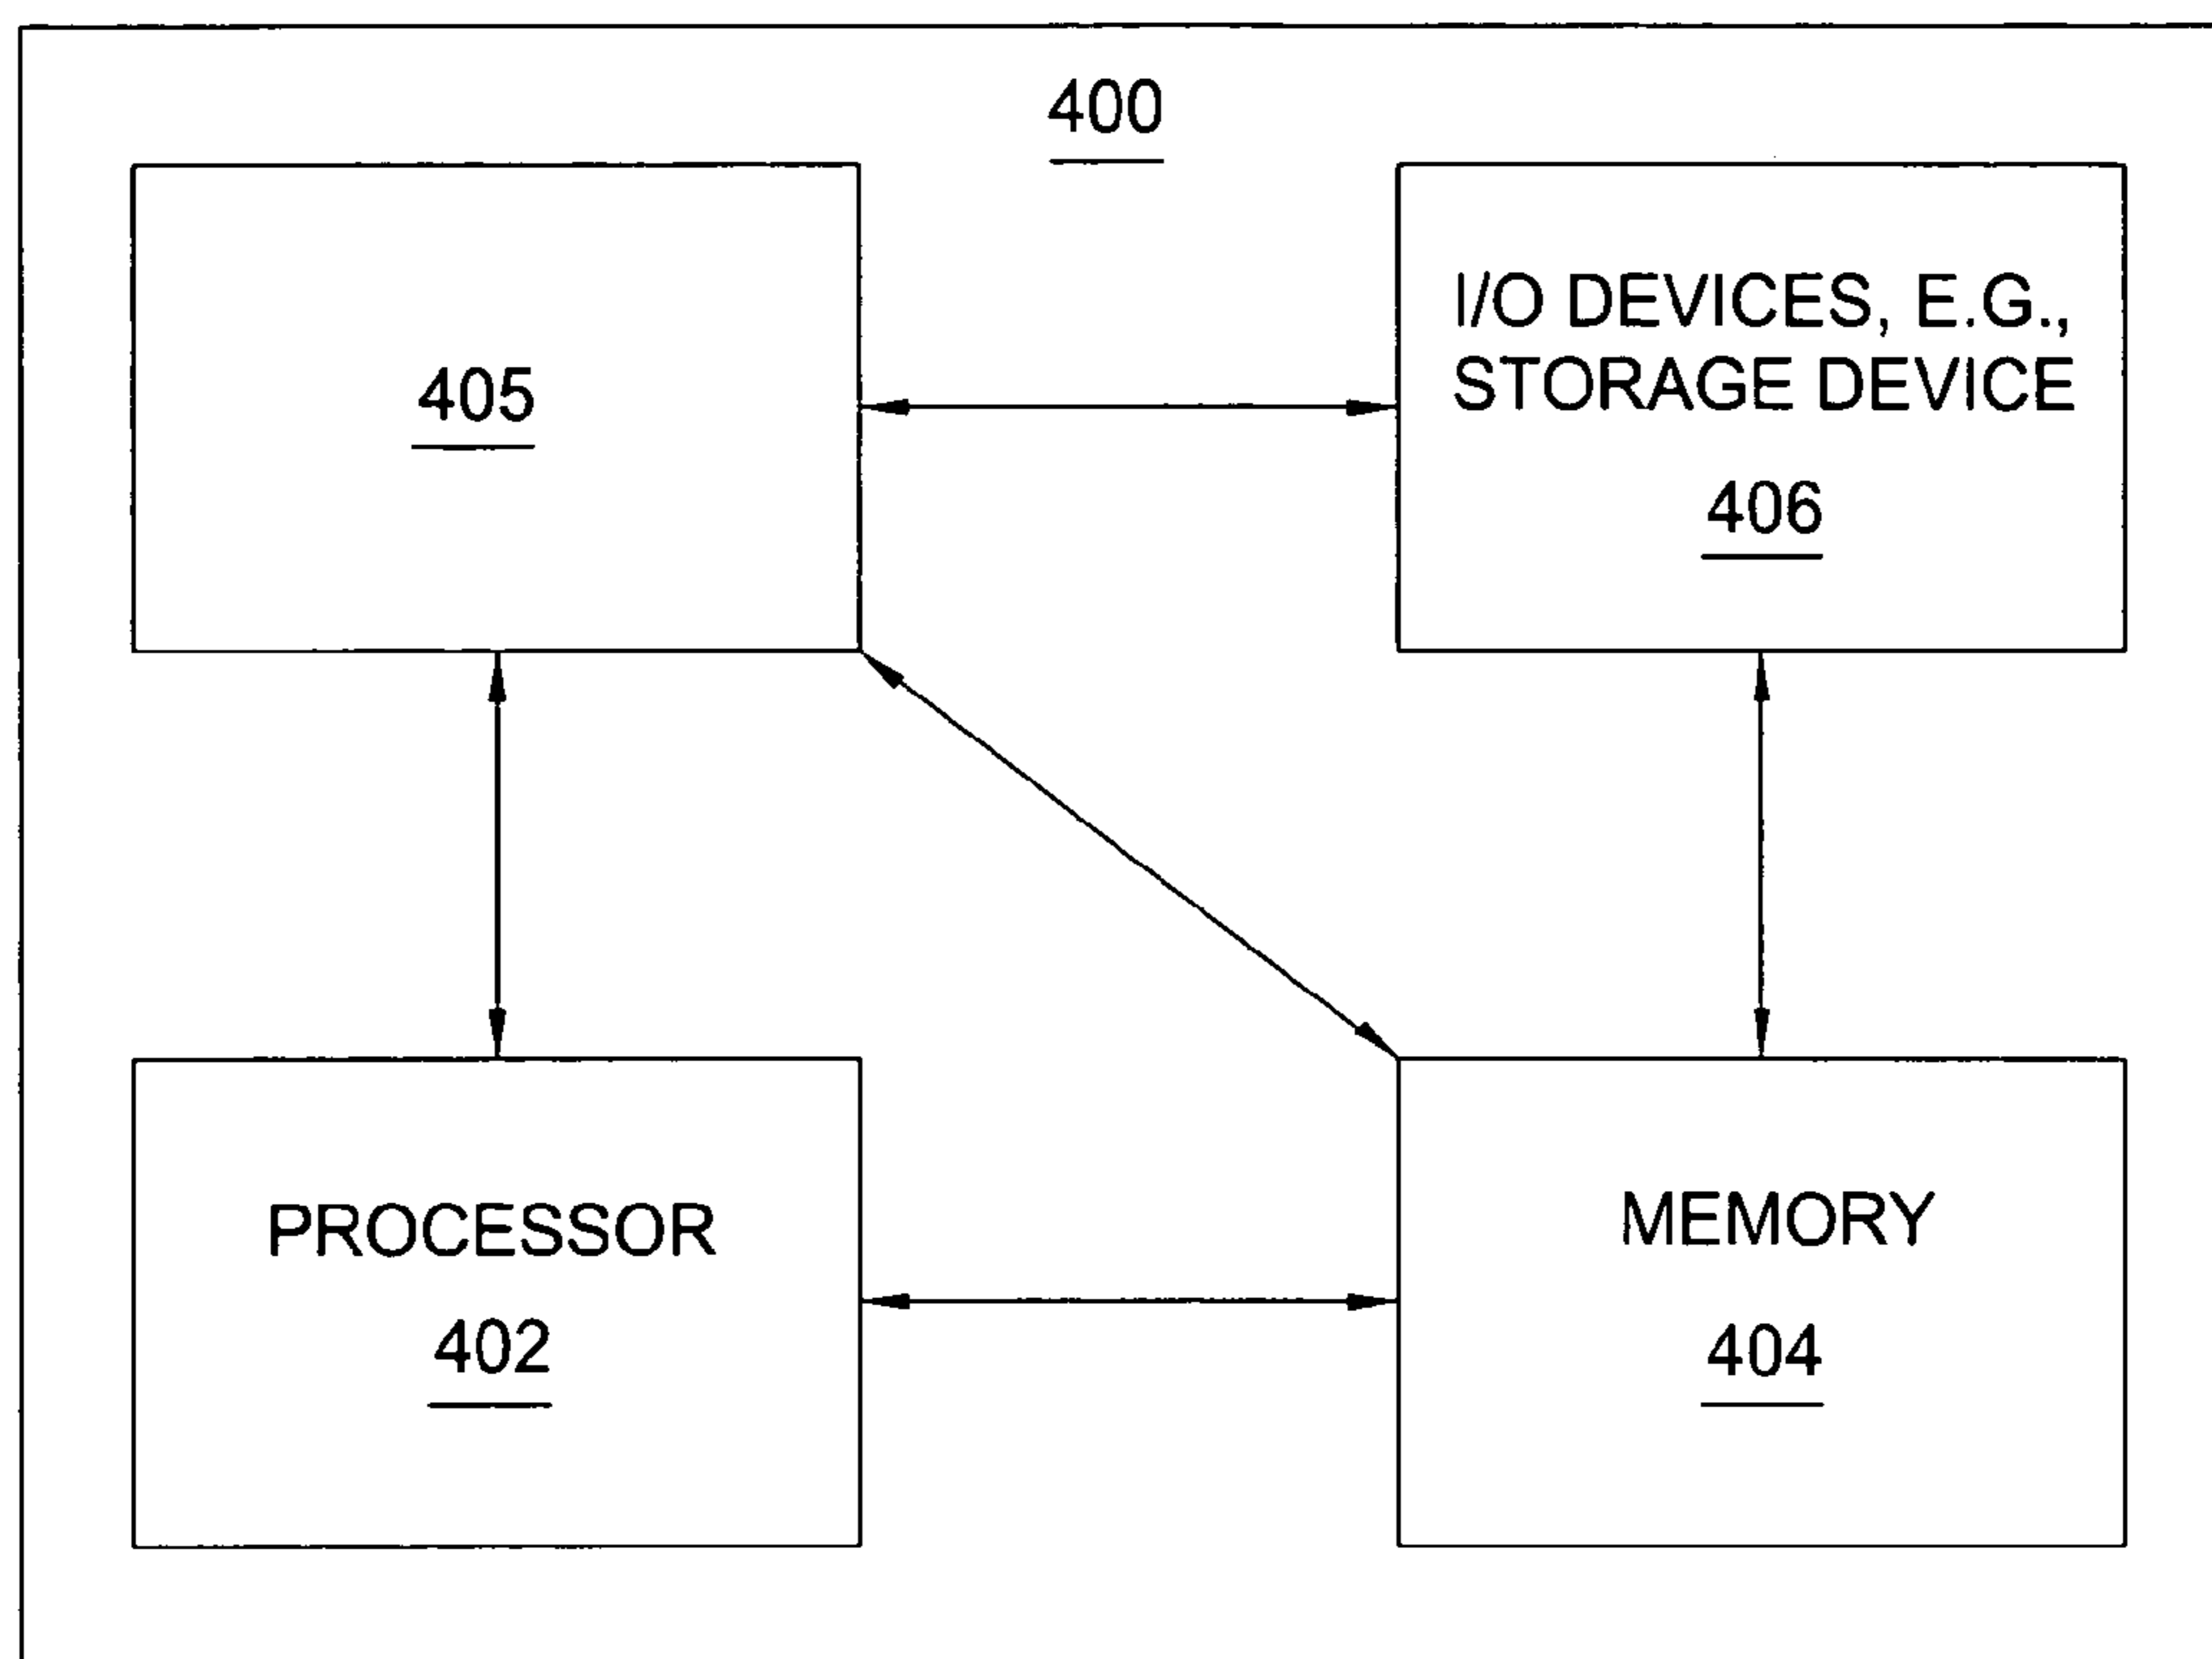 400
405
I/O DEVICES, E.G.,
STORAGE DEVICE
406
PROCESSOR
402
MEMORY
404